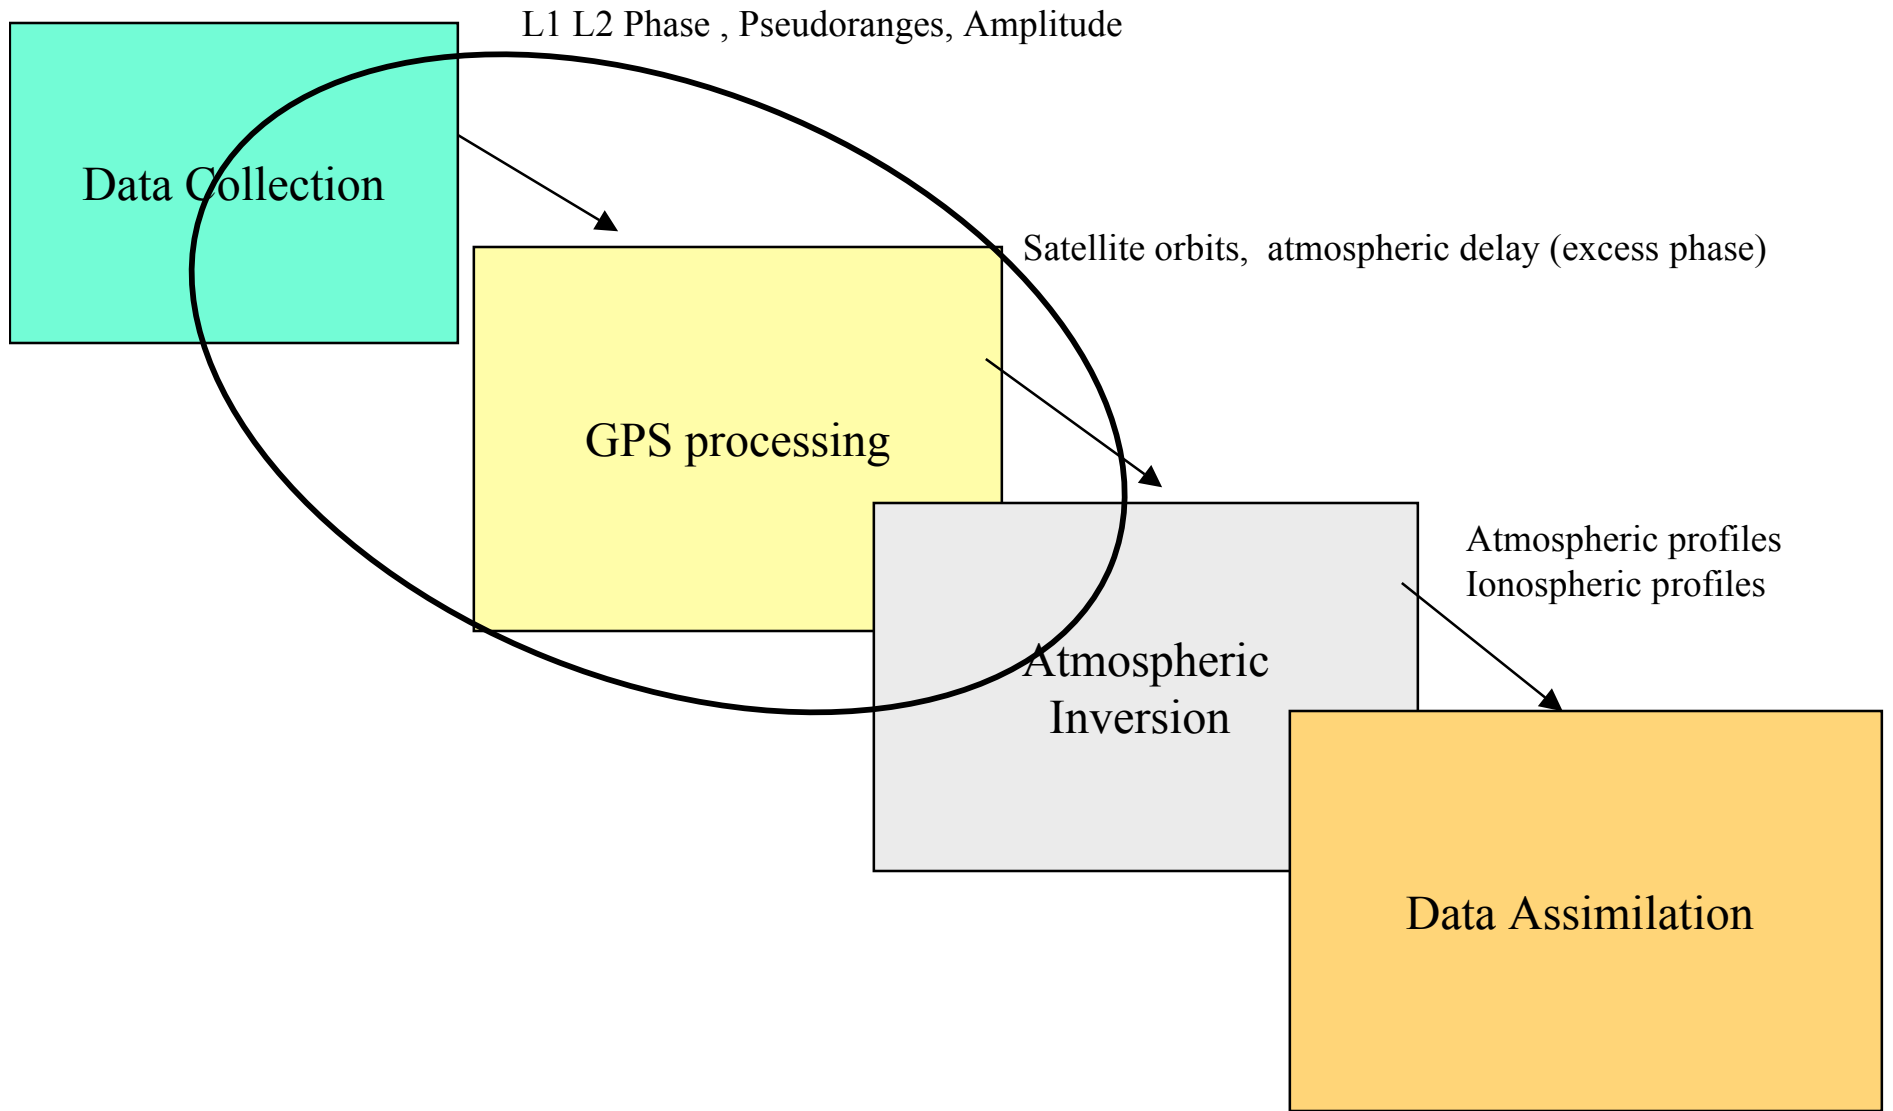 L1 L2 Phase , Pseudoranges, Amplitude
Data Collection
Satellite orbits,  atmospheric delay (excess phase)
GPS processing
Atmospheric profiles
Ionospheric profiles
Atmospheric
Inversion
Data Assimilation